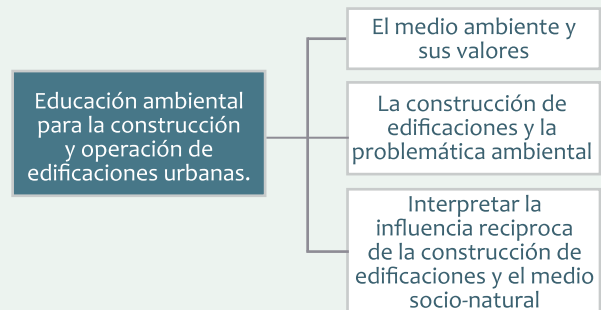 Educación ambiental
para la construcción
y operación de
edificaciones urbanas.
El medio ambiente y
sus valores
La construcción de
edificaciones y la
problemática ambiental
Interpretar la
influencia reciproca
de la construcción de
edificaciones y el medio
socio-natural